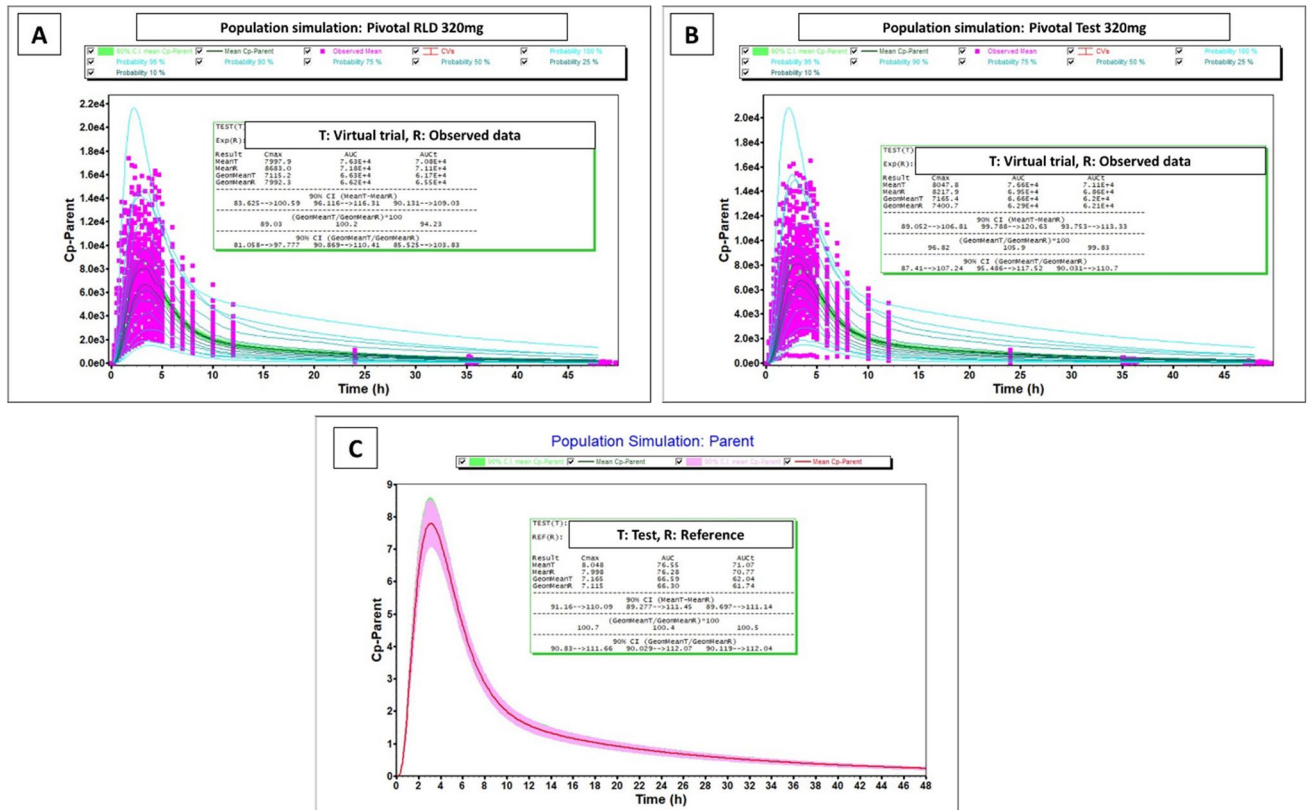 A
Population simulation: Pivotal RLD 320mg
90% C.I. mean Cp-Parent Mean Cp-Parent Observed Mean CVs Probability 100 %
Probability 95 % Probability 90 % Probability 75 % Probability 50 % Probability 25 %
Probability 10 %
Cp-Parent
2.2e4
2.0e4
1.8e4
1.6e4
1.4e4
1.2e4
1.0e4
8.0e3
6.0e3
4.0e3
2.0e3
0.0e0
TEST(T)
T: Virtual trial, R: Observed data
Exp(R):
Result Cmax AUC AUCt
MeanT 7997.9 7.63E+4 7.08E+4
MeanR 8683.0 7.18E+4 7.11E+4
GeomMeanT 7115.2 6.63E+4 6.17E+4
GeomMeanR 7992.3 6.62E+4 6.55E+4
90% CI (MeanT-MeanR)
83.625-->100.59 96.116-->116.31 90.131-->109.03
(GeomMeanT/GeomMeanR)*100
89.03 100.2 94.23
90% CI (GeomMeanT/GeomMeanR)
81.058-->97.777 90.869-->110.41 85.525-->103.83
0 5 10 15 20 25 30 35 40 45
Time (h)
B
Population simulation: Pivotal Test 320mg
90% C.I. mean Cp-Parent Mean Cp-Parent Observed Mean CVs Probability 100 %
Probability 95 % Probability 90 % Probability 75 % Probability 50 % Probability 25 %
Probability 10 %
Cp-Parent
2.0e4
1.8e4
1.6e4
1.4e4
1.2e4
1.0e4
8.0e3
6.0e3
4.0e3
2.0e3
0.0e0
TEST(T)
T: Virtual trial, R: Observed data
Exp(R):
Result Cmax AUC AUCt
MeanT 8047.8 7.66E+4 7.11E+4
MeanR 8217.9 6.95E+4 6.86E+4
GeomMeanT 7165.4 6.66E+4 6.2E+4
GeomMeanR 7400.7 6.29E+4 6.21E+4
90% CI (MeanT-MeanR)
89.052-->106.81 99.788-->120.63 93.753-->113.33
(GeomMeanT/GeomMeanR)*100
96.82 105.9 99.83
90% CI (GeomMeanT/GeomMeanR)
87.41-->107.24 95.486-->117.52 90.031-->110.7
0 5 10 15 20 25 30 35 40 45
Time (h)
C
Population Simulation: Parent
90% C.I. mean Cp-Parent Mean Cp-Parent 90% C.I. mean Cp-Parent Mean Cp-Parent
Cp-Parent
9
8
7
6
5
4
3
2
1
0
TEST(T):
T: Test, R: Reference
REF(R):
Result Cmax AUC AUCt
MeanT 8.048 76.55 71.07
MeanR 7.998 76.28 70.77
GeomMeanT 7.165 66.59 62.04
GeomMeanR 7.115 66.30 61.74
90% CI (MeanT-MeanR)
91.16-->110.09 89.277-->111.45 89.697-->111.14
(GeomMeanT/GeomMeanR)*100
100.7 100.4 100.5
90% CI (GeomMeanT/GeomMeanR)
90.83-->111.66 90.029-->112.07 90.119-->112.04
0 2 4 6 8 10 12 14 16 18 20 22 24 26 28 30 32 34 36 38 40 42 44 46 48
Time (h)